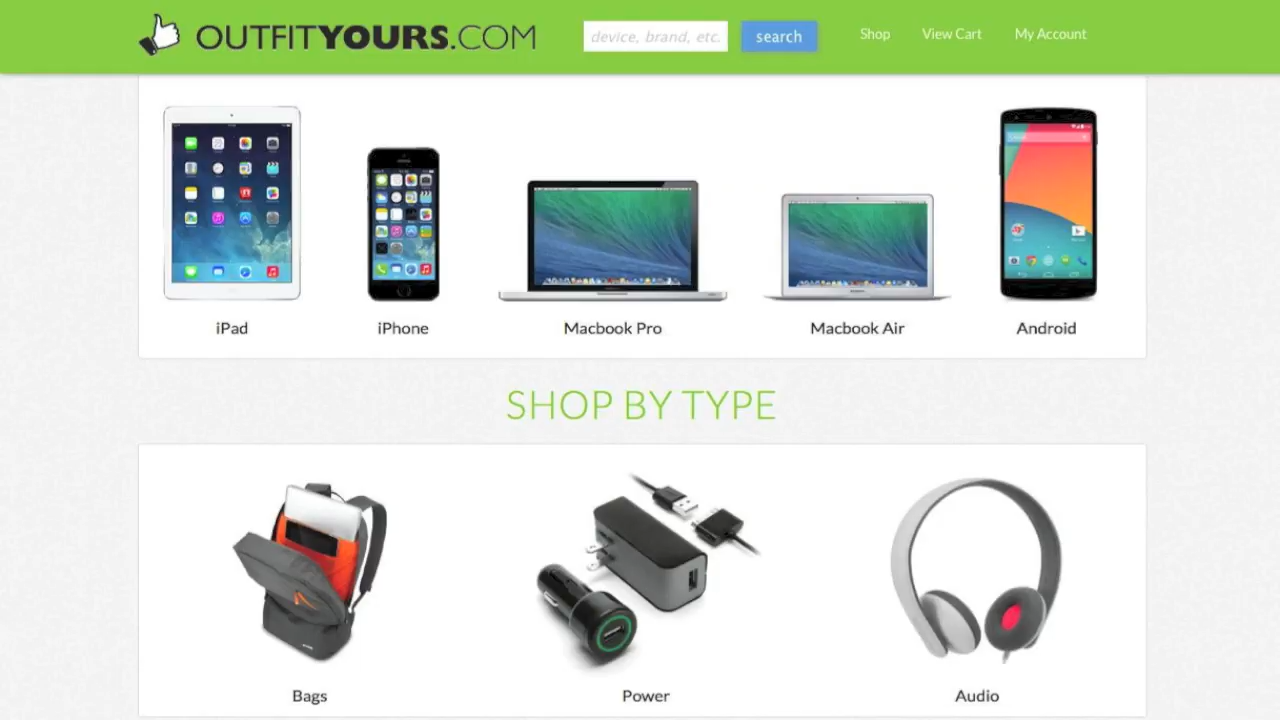 OUTFITYOURS.COM
device, brand, etc.
search
Shop
View Cart
My Account
iPad
iPhone
Macbook Pro
Macbook Air
Android
SHOP BY TYPE
Bags
Power
Audio